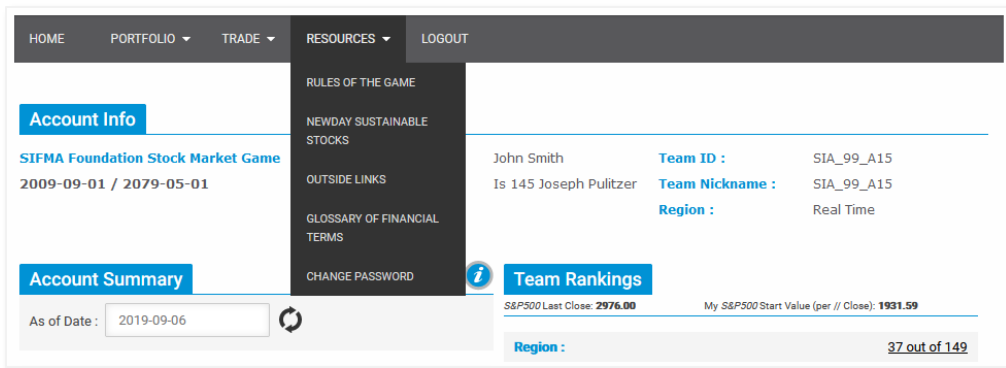 HOME PORTFOLIO TRADE RESOURCES LOGOUT
RULES OF THE GAME
NEWDAY SUSTAINABLE
STOCKS
OUTSIDE LINKS
GLOSSARY OF FINANCIAL
TERMS
CHANGE PASSWORD
Account Info
SIFMA Foundation Stock Market Game
2009-09-01 / 2079-05-01
John Smith
Is 145 Joseph Pulitzer
Team ID : SIA_99_A15
Team Nickname : SIA_99_A15
Region : Real Time
Account Summary
i
As of Date : 2019-09-06
Team Rankings
S&P500 Last Close: 2976.00 My S&P500 Start Value (per // Close): 1931.59
Region : 37 out of 149